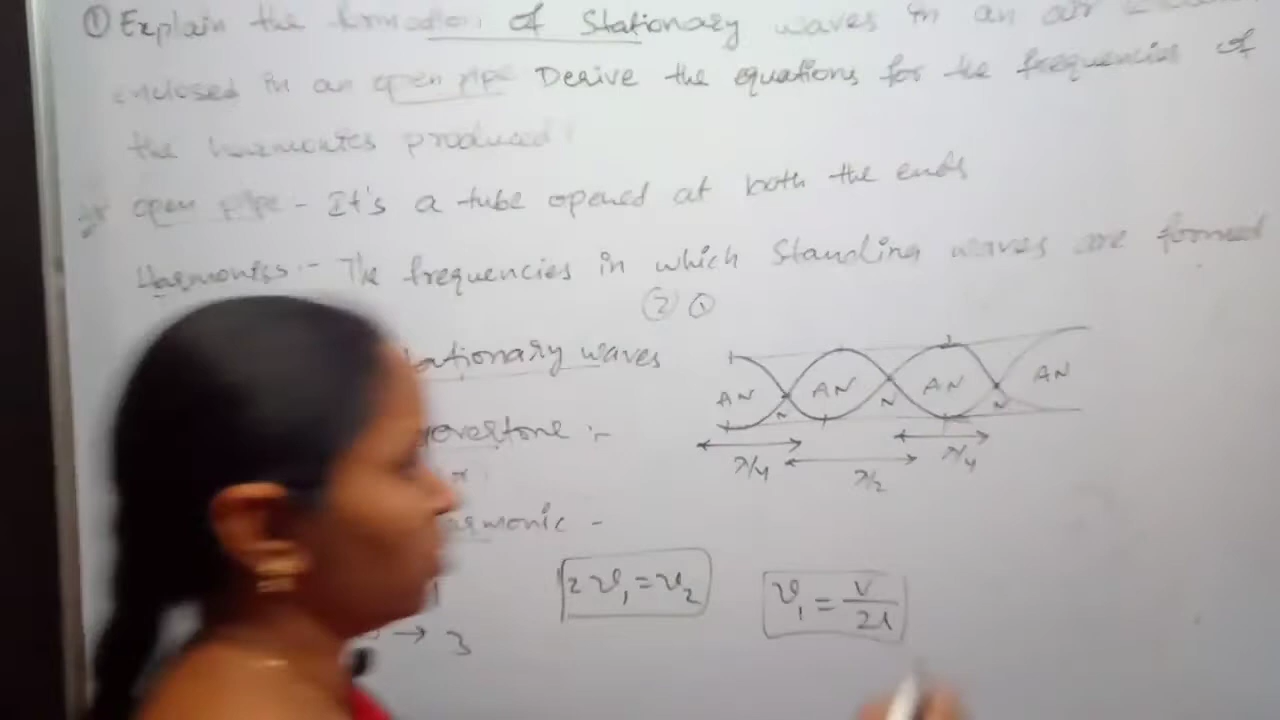 ① Explain the formation of Stationary waves in an air
enclosed in an open pipe Derive the equations for the frequencies of
the harmonics produced
open pipe - It's a tube opened at both the ends
Harmonics :- The frequencies in which Standing waves are formed
② ①
tationary waves
AN N AN N AN N AN
overtone :-
λ/4 λ/2 λ/4
armonic -
2ν₁ = ν₂
ν₁ = v/2l
→ 3